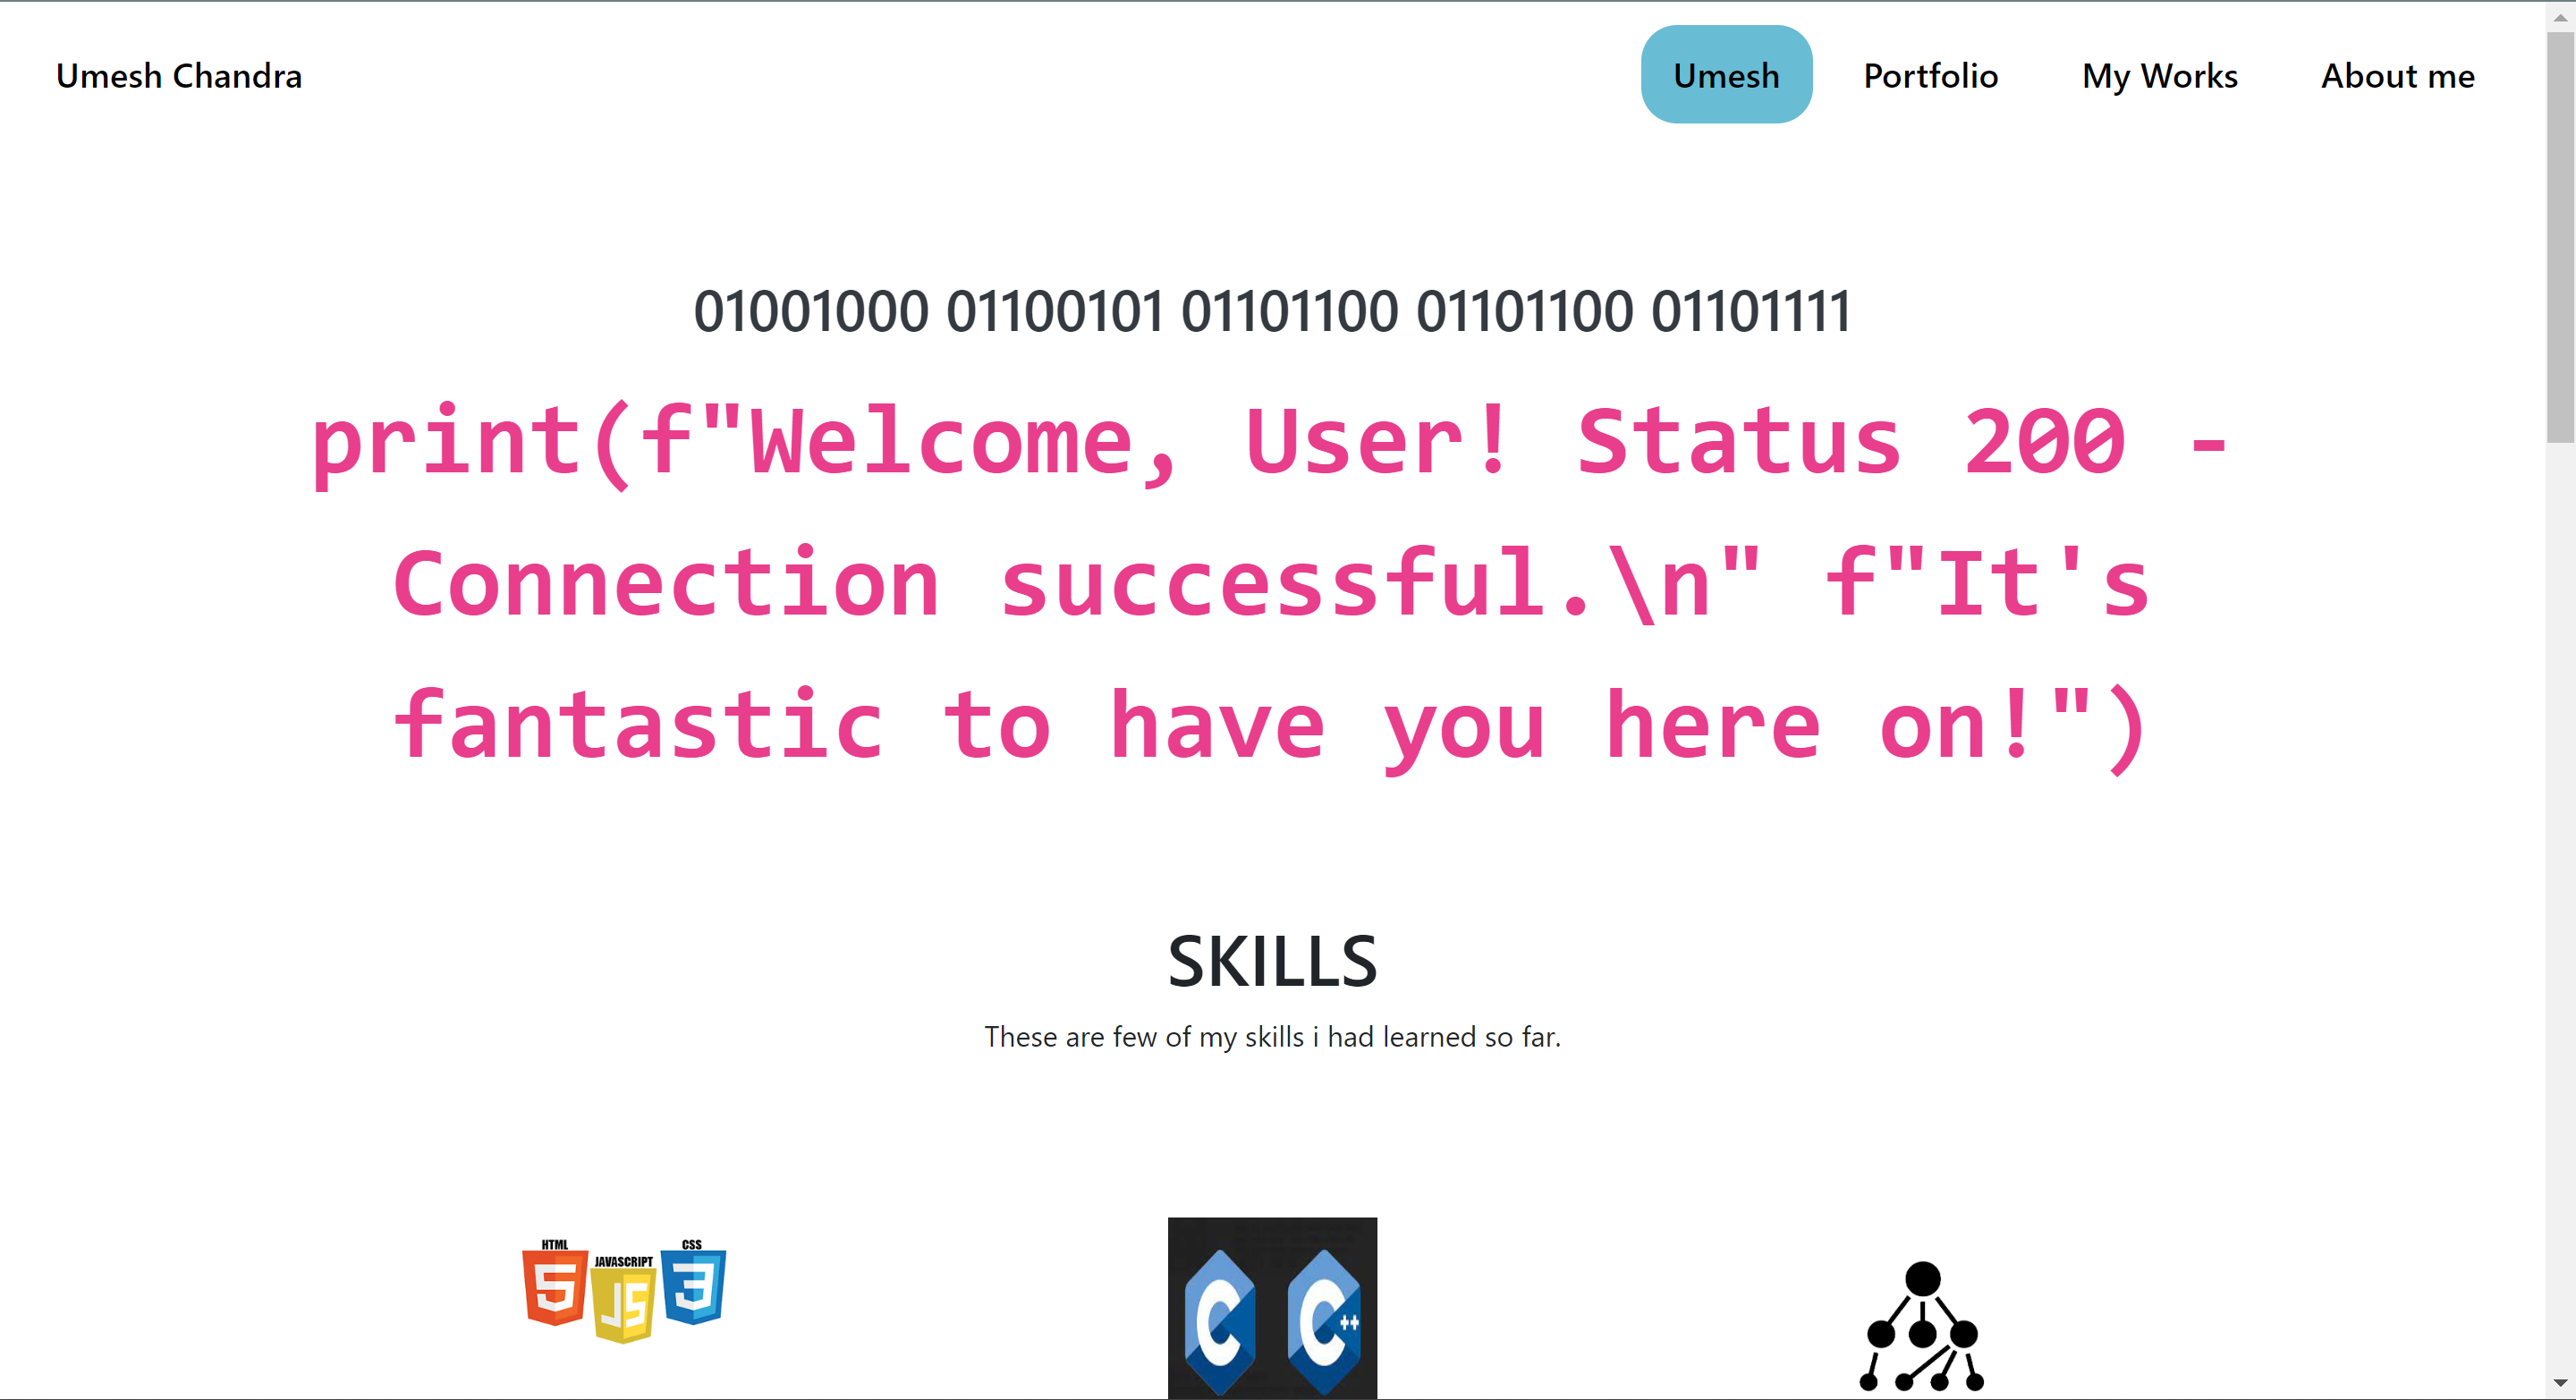 Umesh Chandra
Umesh
Portfolio
My Works
About me
01001000 01100101 01101100 01101100 01101111
print(f"Welcome, User! Status 200 -
Connection successful.\n" f"It's
fantastic to have you here on!")
SKILLS
These are few of my skills i had learned so far.
HTML
JAVASCRIPT
CSS
5
JS
3
C
C++